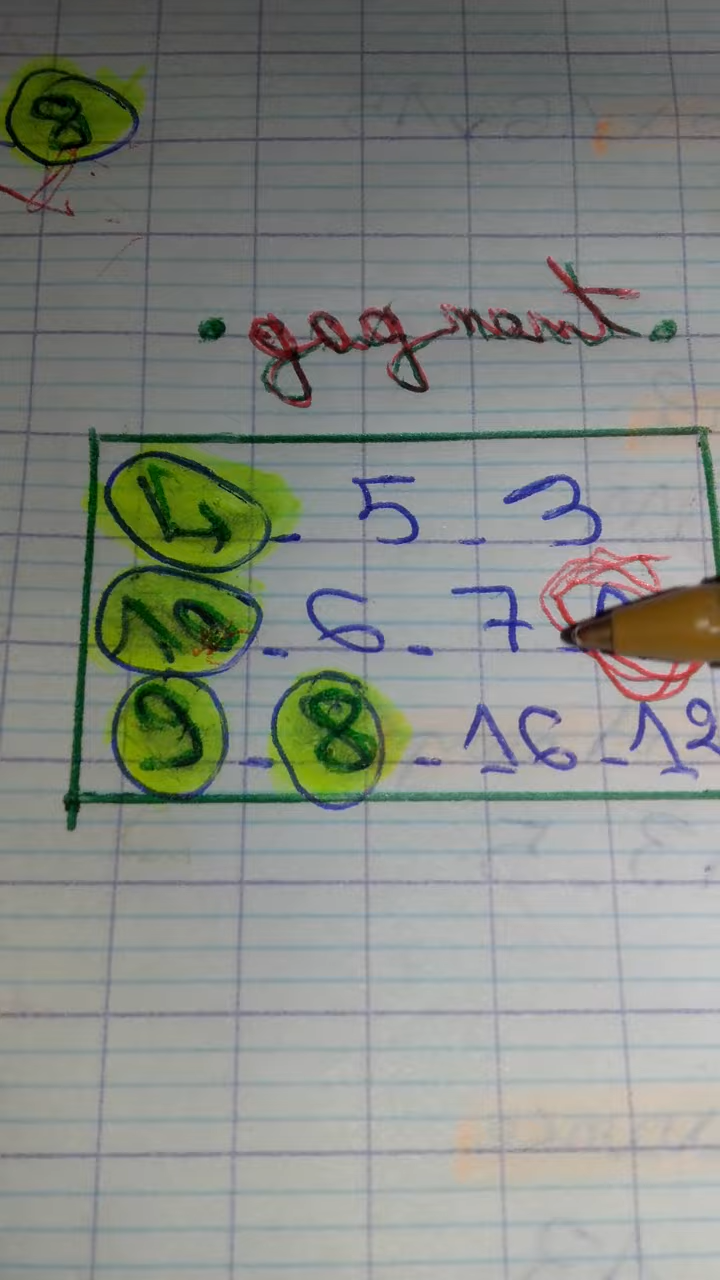 8
. gagnant .
4 - 5 - 3
10 - 6 - 7 -
9 - 8 - 16 - 12